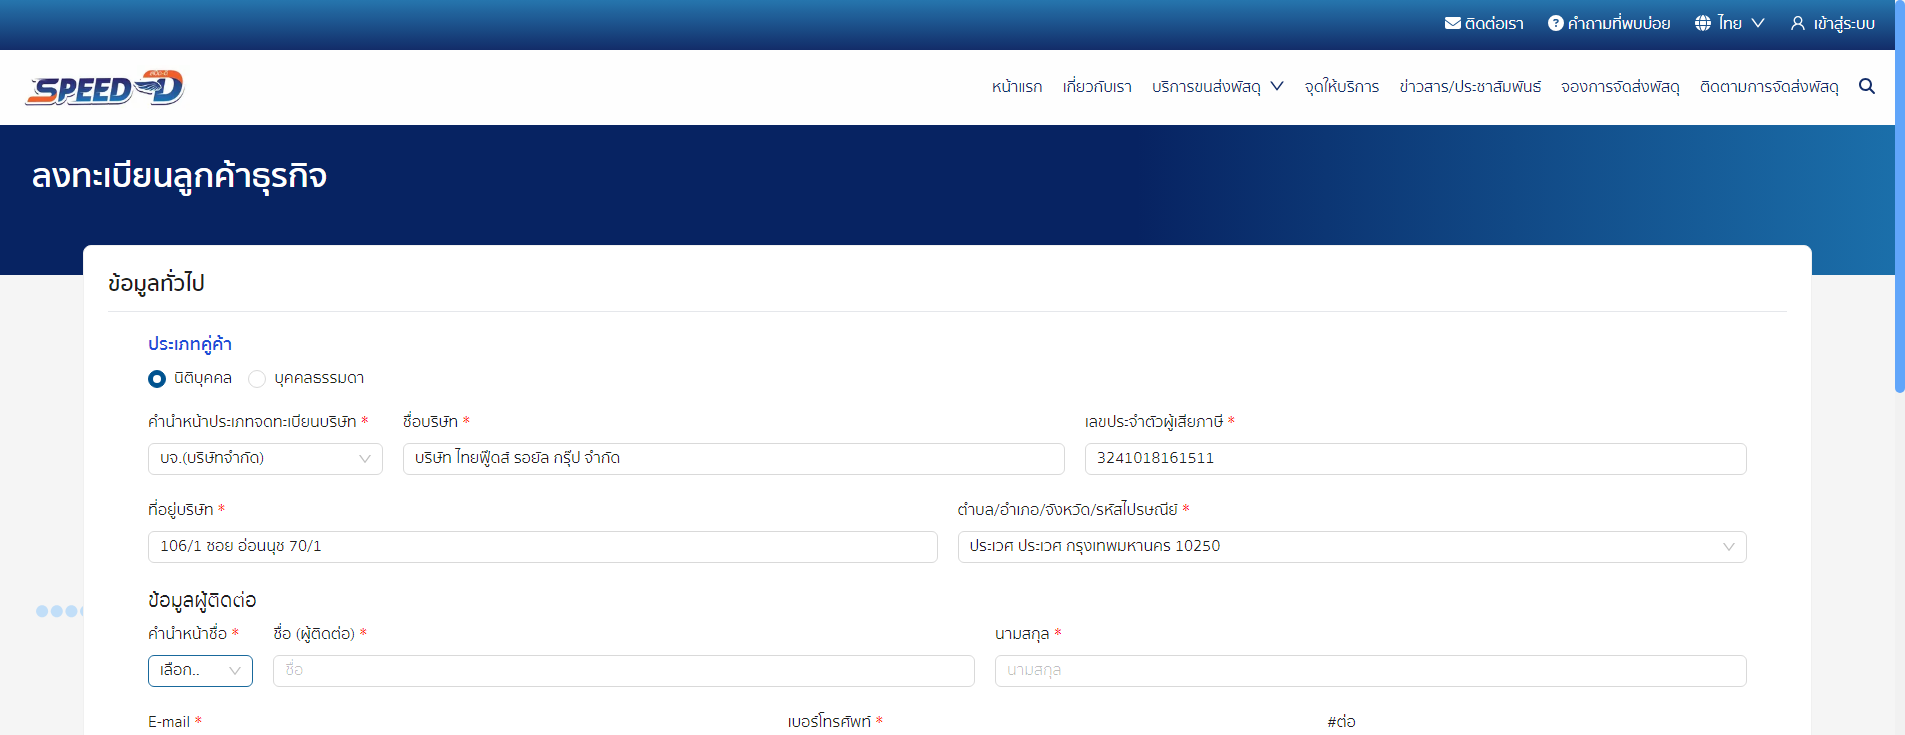 ติดต่อเรา คำถามที่พบบ่อย ไทย เข้าสู่ระบบ
SPEED-D
หน้าแรก เกี่ยวกับเรา บริการขนส่งพัสดุ จุดให้บริการ ข่าวสาร/ประชาสัมพันธ์ จองการจัดส่งพัสดุ ติดตามการจัดส่งพัสดุ
ลงทะเบียนลูกค้าธุรกิจ
ข้อมูลทั่วไป
ประเภทคู่ค้า
นิติบุคคล บุคคลธรรมดา
คำนำหน้าประเภทจดทะเบียนบริษัท * ชื่อบริษัท * เลขประจำตัวผู้เสียภาษี *
บจ.(บริษัทจำกัด) บริษัท ไทยฟู๊ดส์ รอยัล กรุ๊ป จำกัด 3241018161511
ที่อยู่บริษัท * ตำบล/อำเภอ/จังหวัด/รหัสไปรษณีย์ *
106/1 ซอย อ่อนนุช 70/1 ประเวศ ประเวศ กรุงเทพมหานคร 10250
ข้อมูลผู้ติดต่อ
คำนำหน้าชื่อ * ชื่อ (ผู้ติดต่อ) * นามสกุล *
เลือก.. ชื่อ นามสกุล
E-mail * เบอร์โทรศัพท์ * #ต่อ